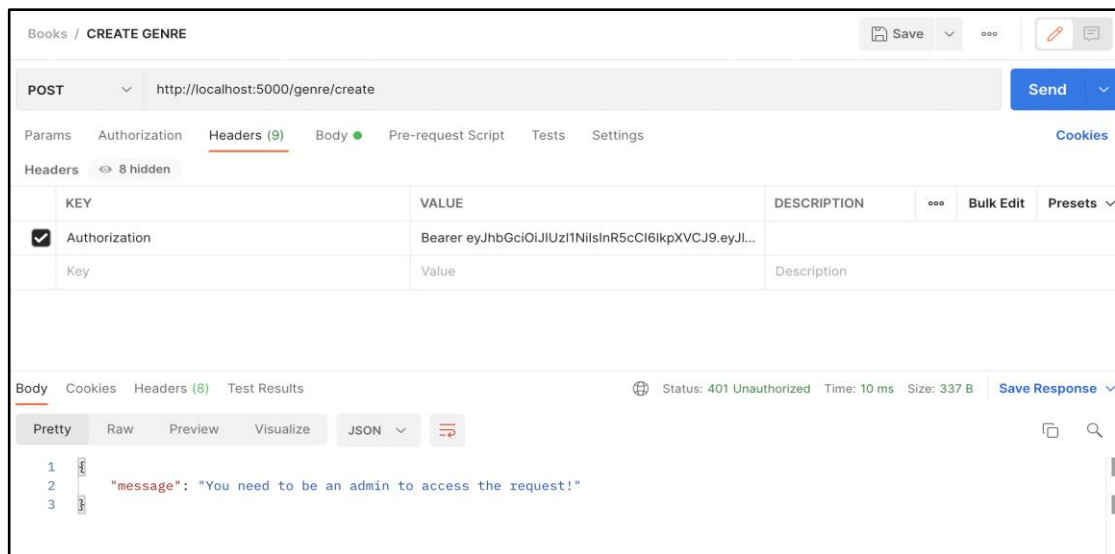 Books / CREATE GENRE
Save
POST
http://localhost:5000/genre/create
Send
Params Authorization Headers (9) Body Pre-request Script Tests Settings Cookies
Headers 8 hidden
KEY VALUE DESCRIPTION Bulk Edit Presets
Authorization Bearer eyJhbGciOiJIUzI1NiIsInR5cCI6IkpXVCJ9.eyJl...
Key Value Description
Body Cookies Headers (8) Test Results Status: 401 Unauthorized Time: 10 ms Size: 337 B Save Response
Pretty Raw Preview Visualize JSON
1 {
2 "message": "You need to be an admin to access the request!"
3 }